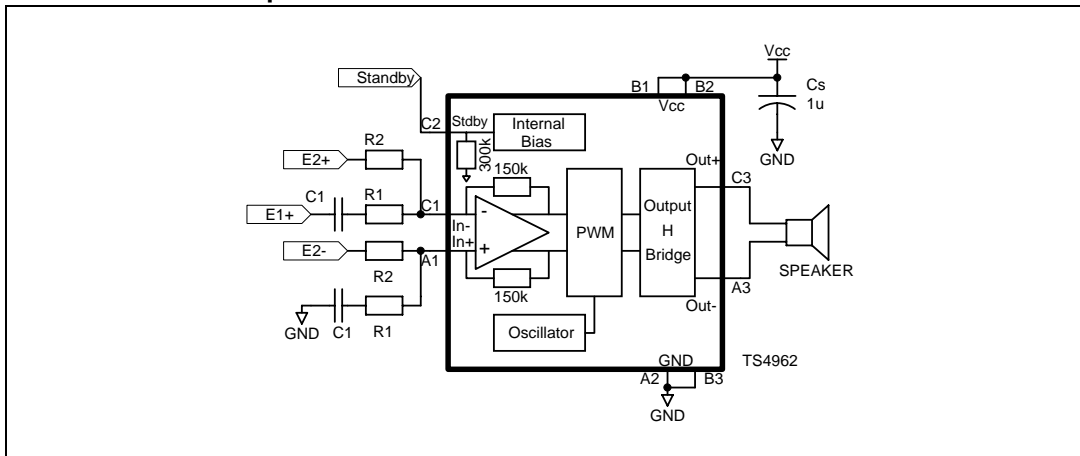 Vcc
Standby
B1
B2
Cs
1u
Vcc
C2
Stdby
Internal
Bias
GND
R2
300k
E2+
150k
Out+
C3
C1
R1
C1
E1+
-
In-
PWM
Output
H
Bridge
E2-
In+
+
A1
R2
SPEAKER
150k
A3
Out-
GND
C1
R1
Oscillator
GND
TS4962
A2
B3
GND